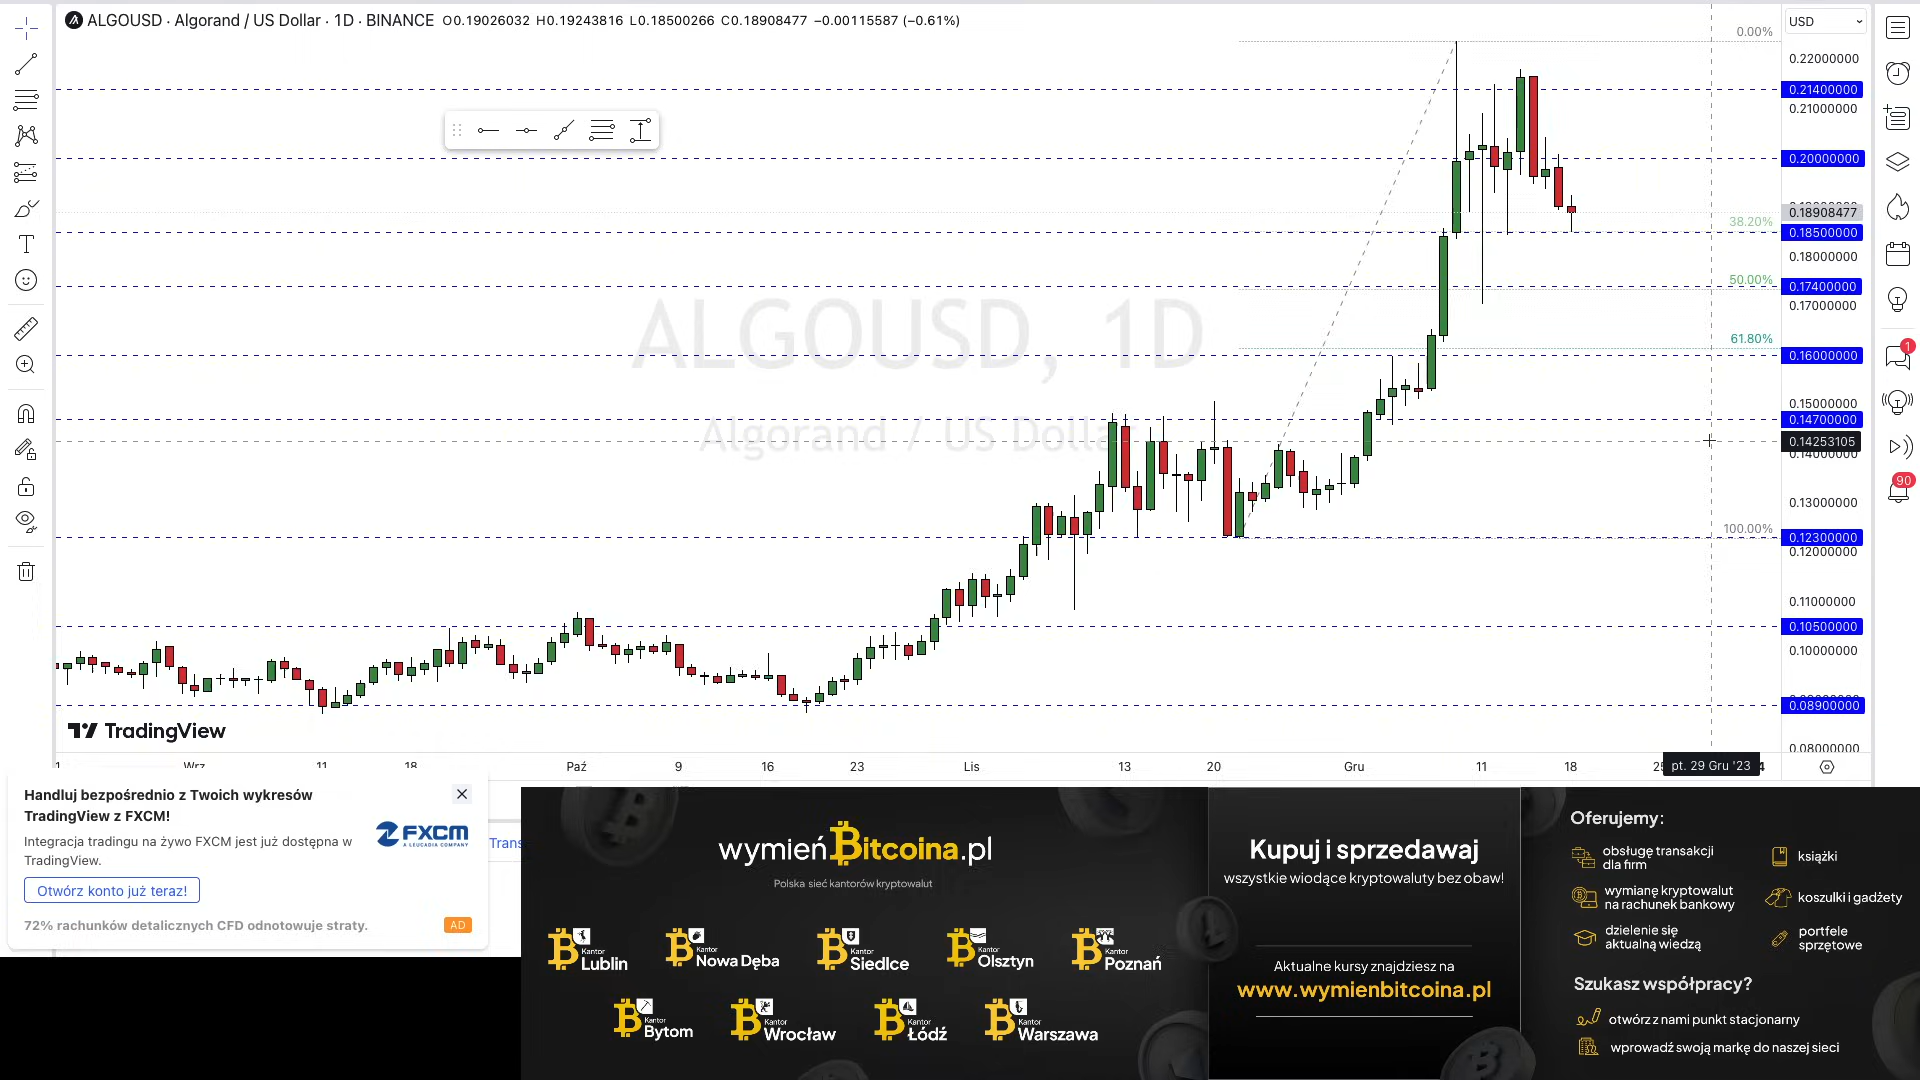 ALGOUSD · Algorand / US Dollar · 1D · BINANCE O0.19026032 H0.19243816 L0.18500266 C0.18908477 −0.00115587 (−0.61%)
USD
0.00%
0.22000000
0.21400000
0.21000000
0.20000000
0.18908477
38.20%
0.18500000
0.18000000
50.00%
0.17400000
0.17000000
61.80%
0.16000000
0.15000000
0.14700000
0.14253105
0.14000000
0.13000000
100.00%
0.12300000
0.12000000
0.11000000
0.10500000
0.10000000
0.08900000
0.08000000
ALGOUSD, 1D
Algorand / US Dollar
1
90
TradingView
Wrz 11 18 Paź 9 16 23 Lis 13 20 Gru 11 18 pt. 29 Gru '23
Handluj bezpośrednio z Twoich wykresów
TradingView z FXCM!
Integracja tradingu na żywo FXCM jest już dostępna w
TradingView.
FXCM
A LEUCADIA COMPANY
Otwórz konto już teraz!
72% rachunków detalicznych CFD odnotowuje straty.
AD
Trans
wymieńBitcoina.pl
Polska sieć kantorów kryptowalut
Kantor Lublin
Kantor Nowa Dęba
Kantor Siedlce
Kantor Olsztyn
Kantor Poznań
Kantor Bytom
Kantor Wrocław
Kantor Łódź
Kantor Warszawa
Kupuj i sprzedawaj
wszystkie wiodące kryptowaluty bez obaw!
Aktualne kursy znajdziesz na
www.wymienbitcoina.pl
Oferujemy:
obsługę transakcji
dla firm
książki
wymianę kryptowalut
na rachunek bankowy
koszulki i gadżety
dzielenie się
aktualną wiedzą
portfele
sprzętowe
Szukasz współpracy?
otwórz z nami punkt stacjonarny
wprowadź swoją markę do naszej sieci